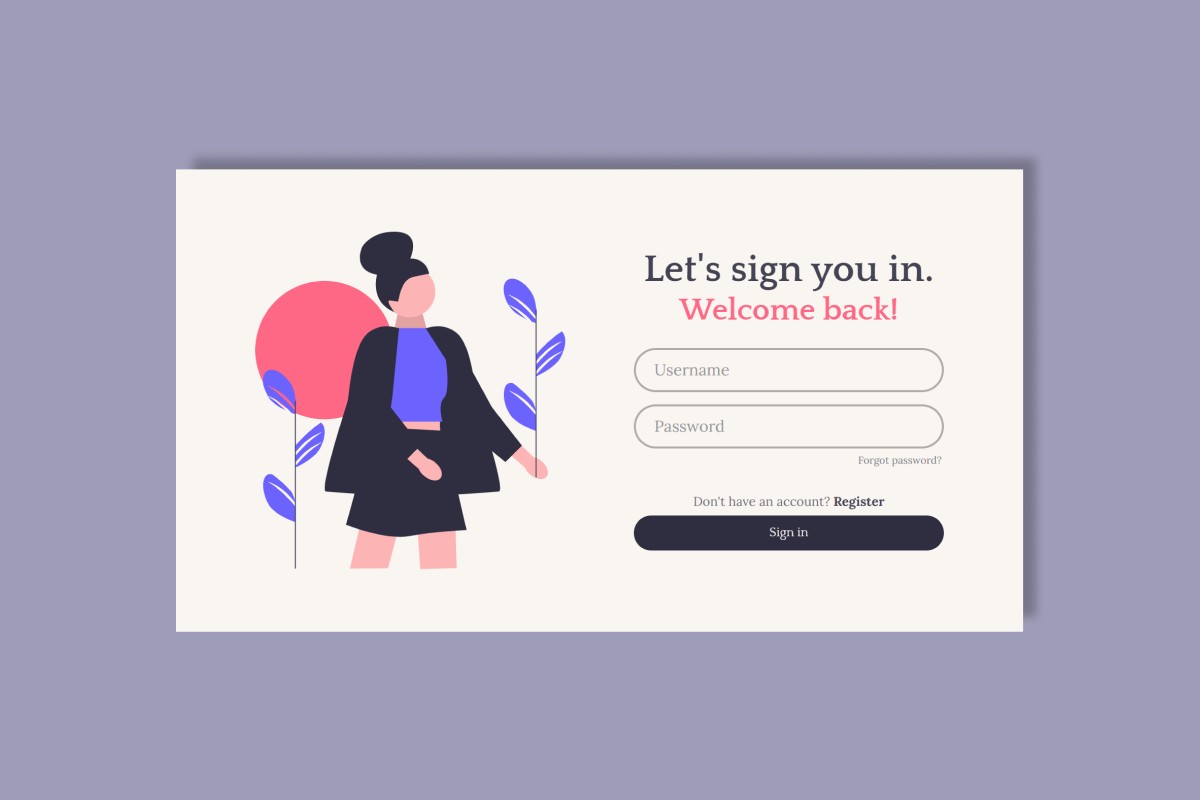 Let's sign you in.
Welcome back!
Username
Password
Forgot password?
Don't have an account? Register
Sign in